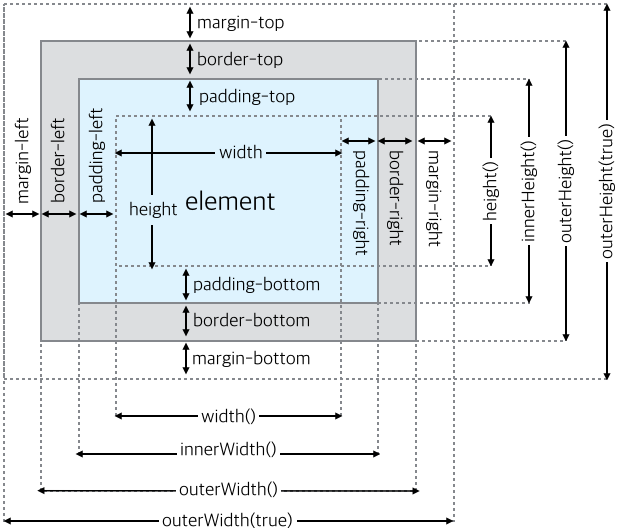 margin-top
border-top
padding-top
margin-left
border-left
padding-left
width
height
element
padding-right
border-right
margin-right
height()
innerHeight()
outerHeight()
outerHeight(true)
padding-bottom
border-bottom
margin-bottom
width()
innerWidth()
outerWidth()
outerWidth(true)